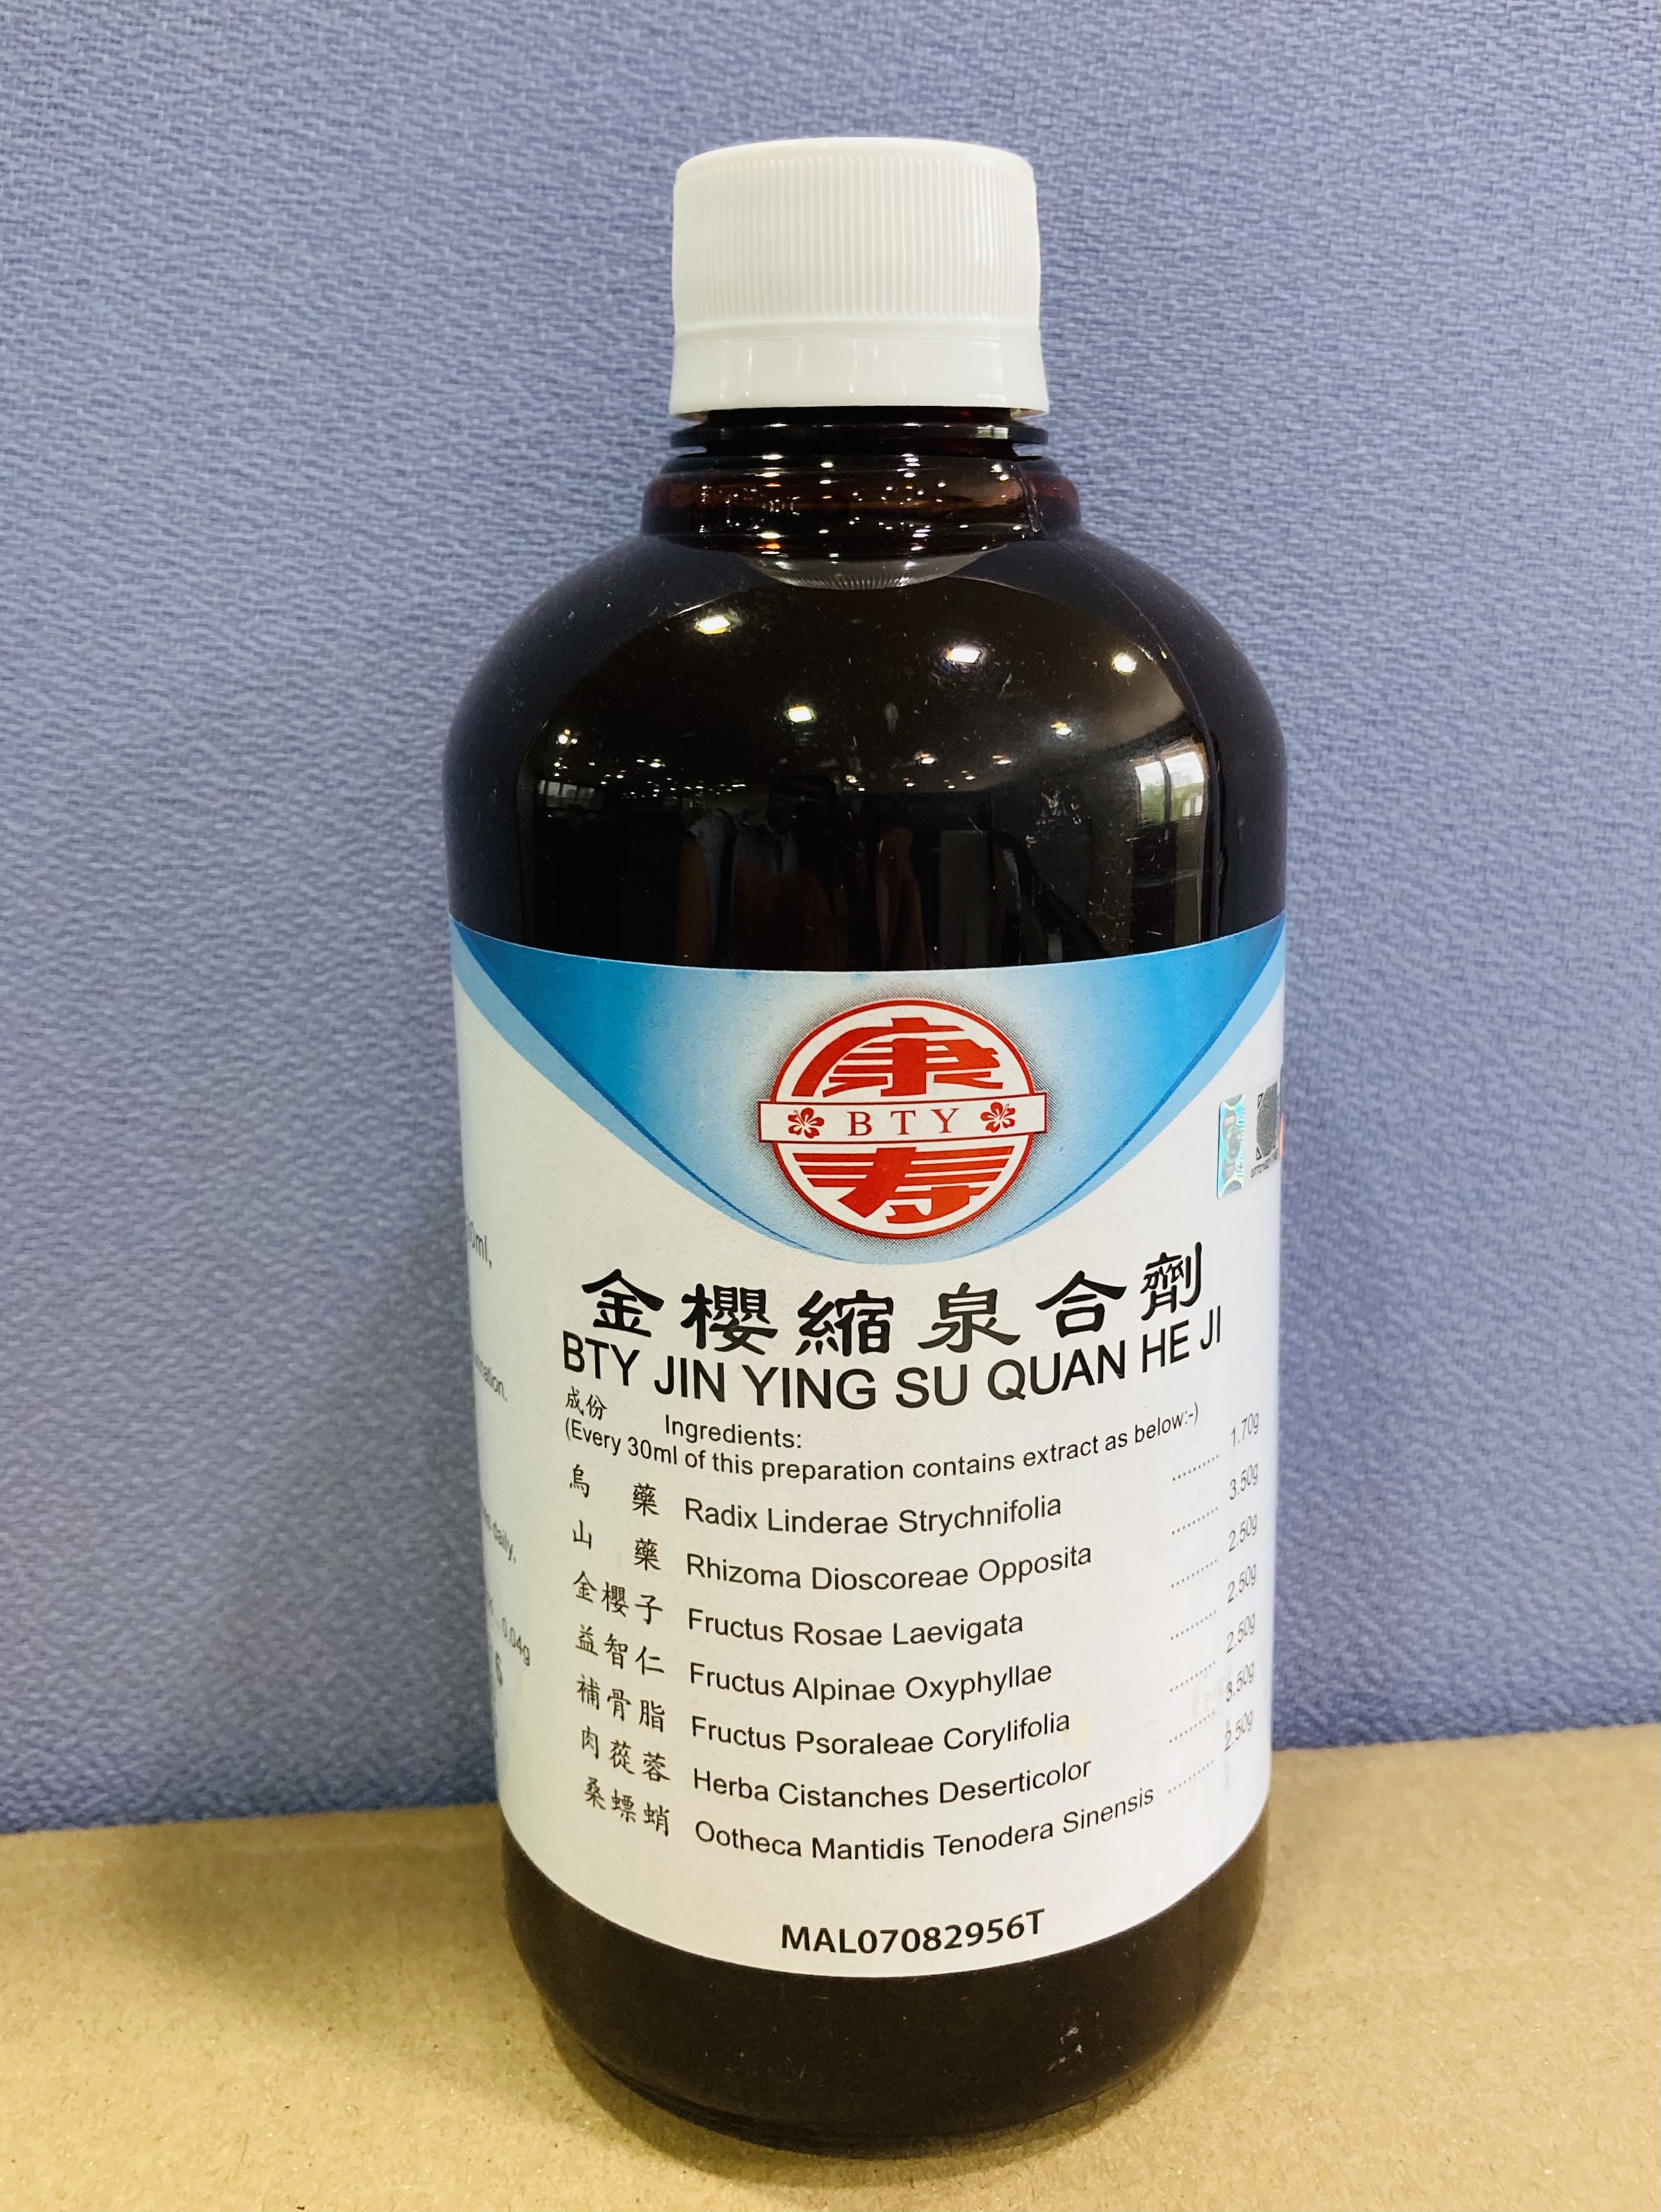 康
BTY
寿
金櫻縮泉合劑
BTY JIN YING SU QUAN HE JI
成份 Ingredients:
(Every 30ml of this preparation contains extract as below:-)
烏藥 Radix Linderae Strychnifolia .......... 1.70g
山藥 Rhizoma Dioscoreae Opposita .......... 3.50g
金櫻子 Fructus Rosae Laevigata .......... 2.50g
益智仁 Fructus Alpinae Oxyphyllae .......... 2.50g
補骨脂 Fructus Psoraleae Corylifolia .......... 2.50g
肉蓯蓉 Herba Cistanches Deserticolor .......... 3.50g
桑螵蛸 Ootheca Mantidis Tenodera Sinensis .......... 2.50g
MAL07082956T
daily.
0.04g